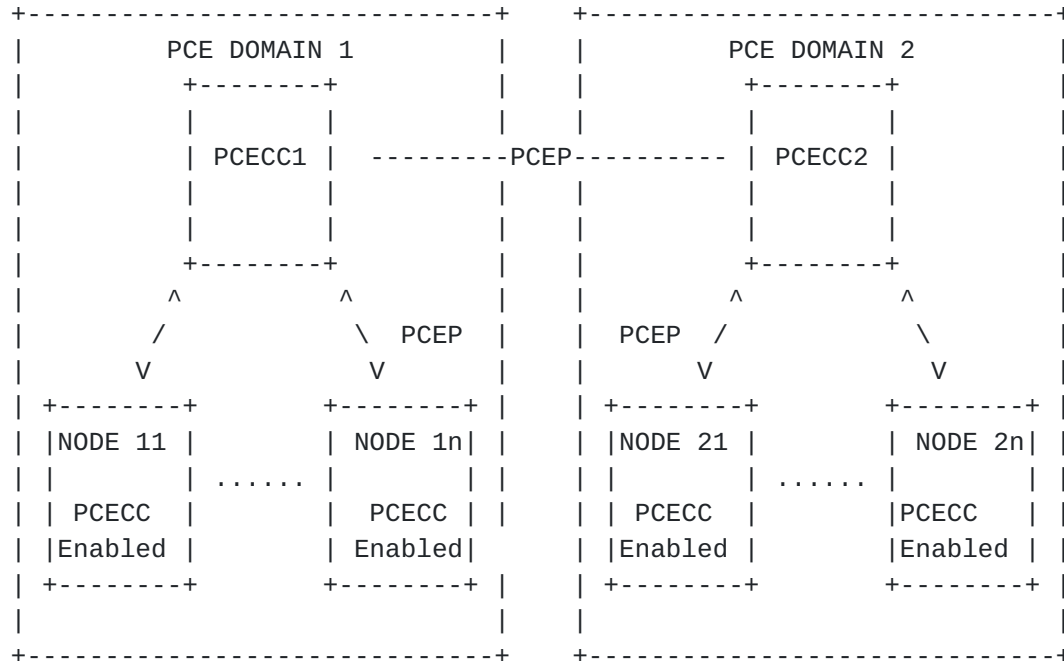 PCE DOMAIN 1 PCE DOMAIN 2
PCECC1 ---------PCEP---------- PCECC2
PCEP PCEP
NODE 11 NODE 1n NODE 21 NODE 2n
...... ......
PCECC PCECC PCECC PCECC
Enabled Enabled Enabled Enabled